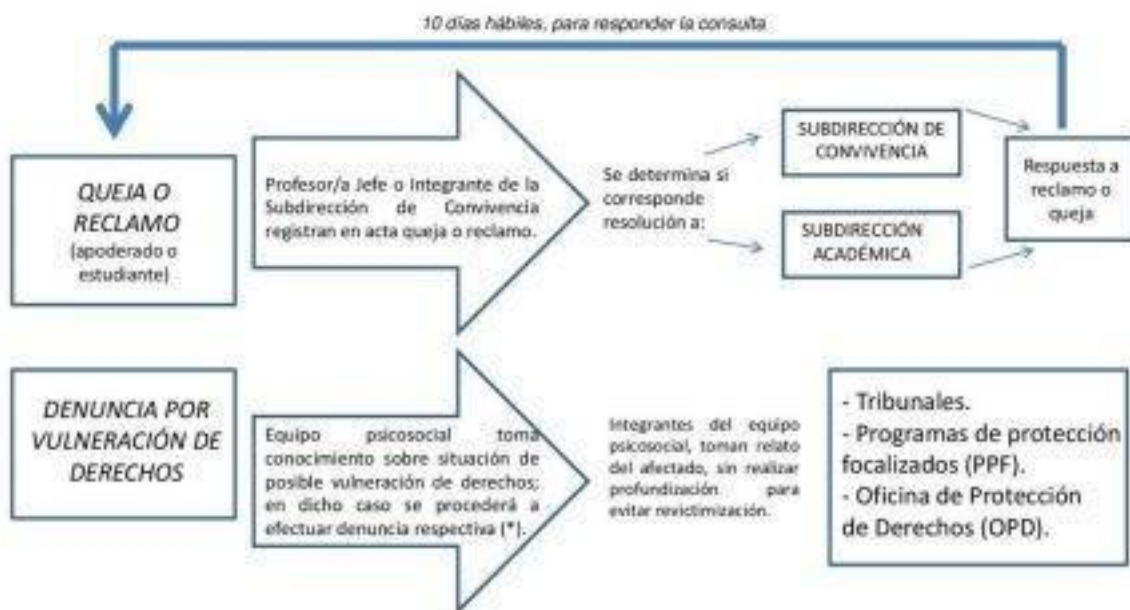 10 días hábiles, para responder la consulta
QUEJA O
RECLAMO
(apoderado o
estudiante)
Profesor/a Jefe o Integrante de la
Subdirección de Convivencia
registran en acta queja o reclamo.
Se determina si
corresponde
resolución a:
SUBDIRECCIÓN DE
CONVIVENCIA
SUBDIRECCIÓN
ACADÉMICA
Respuesta a
reclamo o
queja
DENUNCIA POR
VULNERACIÓN DE
DERECHOS
Equipo psicosocial toma
conocimiento sobre situación de
posible vulneración de derechos;
en dicho caso se procederá a
efectuar denuncia respectiva (*).
Integrantes del equipo
psicosocial, toman relato
del afectado, sin realizar
profundización para
evitar revictimización.
- Tribunales.
- Programas de protección
focalizados (PPF).
- Oficina de Protección
de Derechos (OPD).